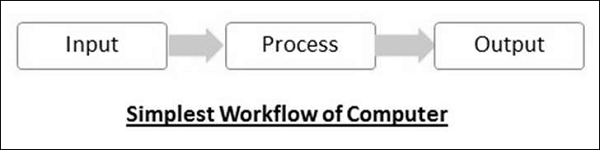 Input Process Output
Simplest Workflow of Computer